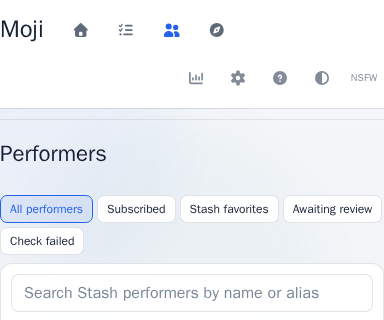 Moji
NSFW
Performers
All performers
Subscribed
Stash favorites
Awaiting review
Check failed
Search Stash performers by name or alias